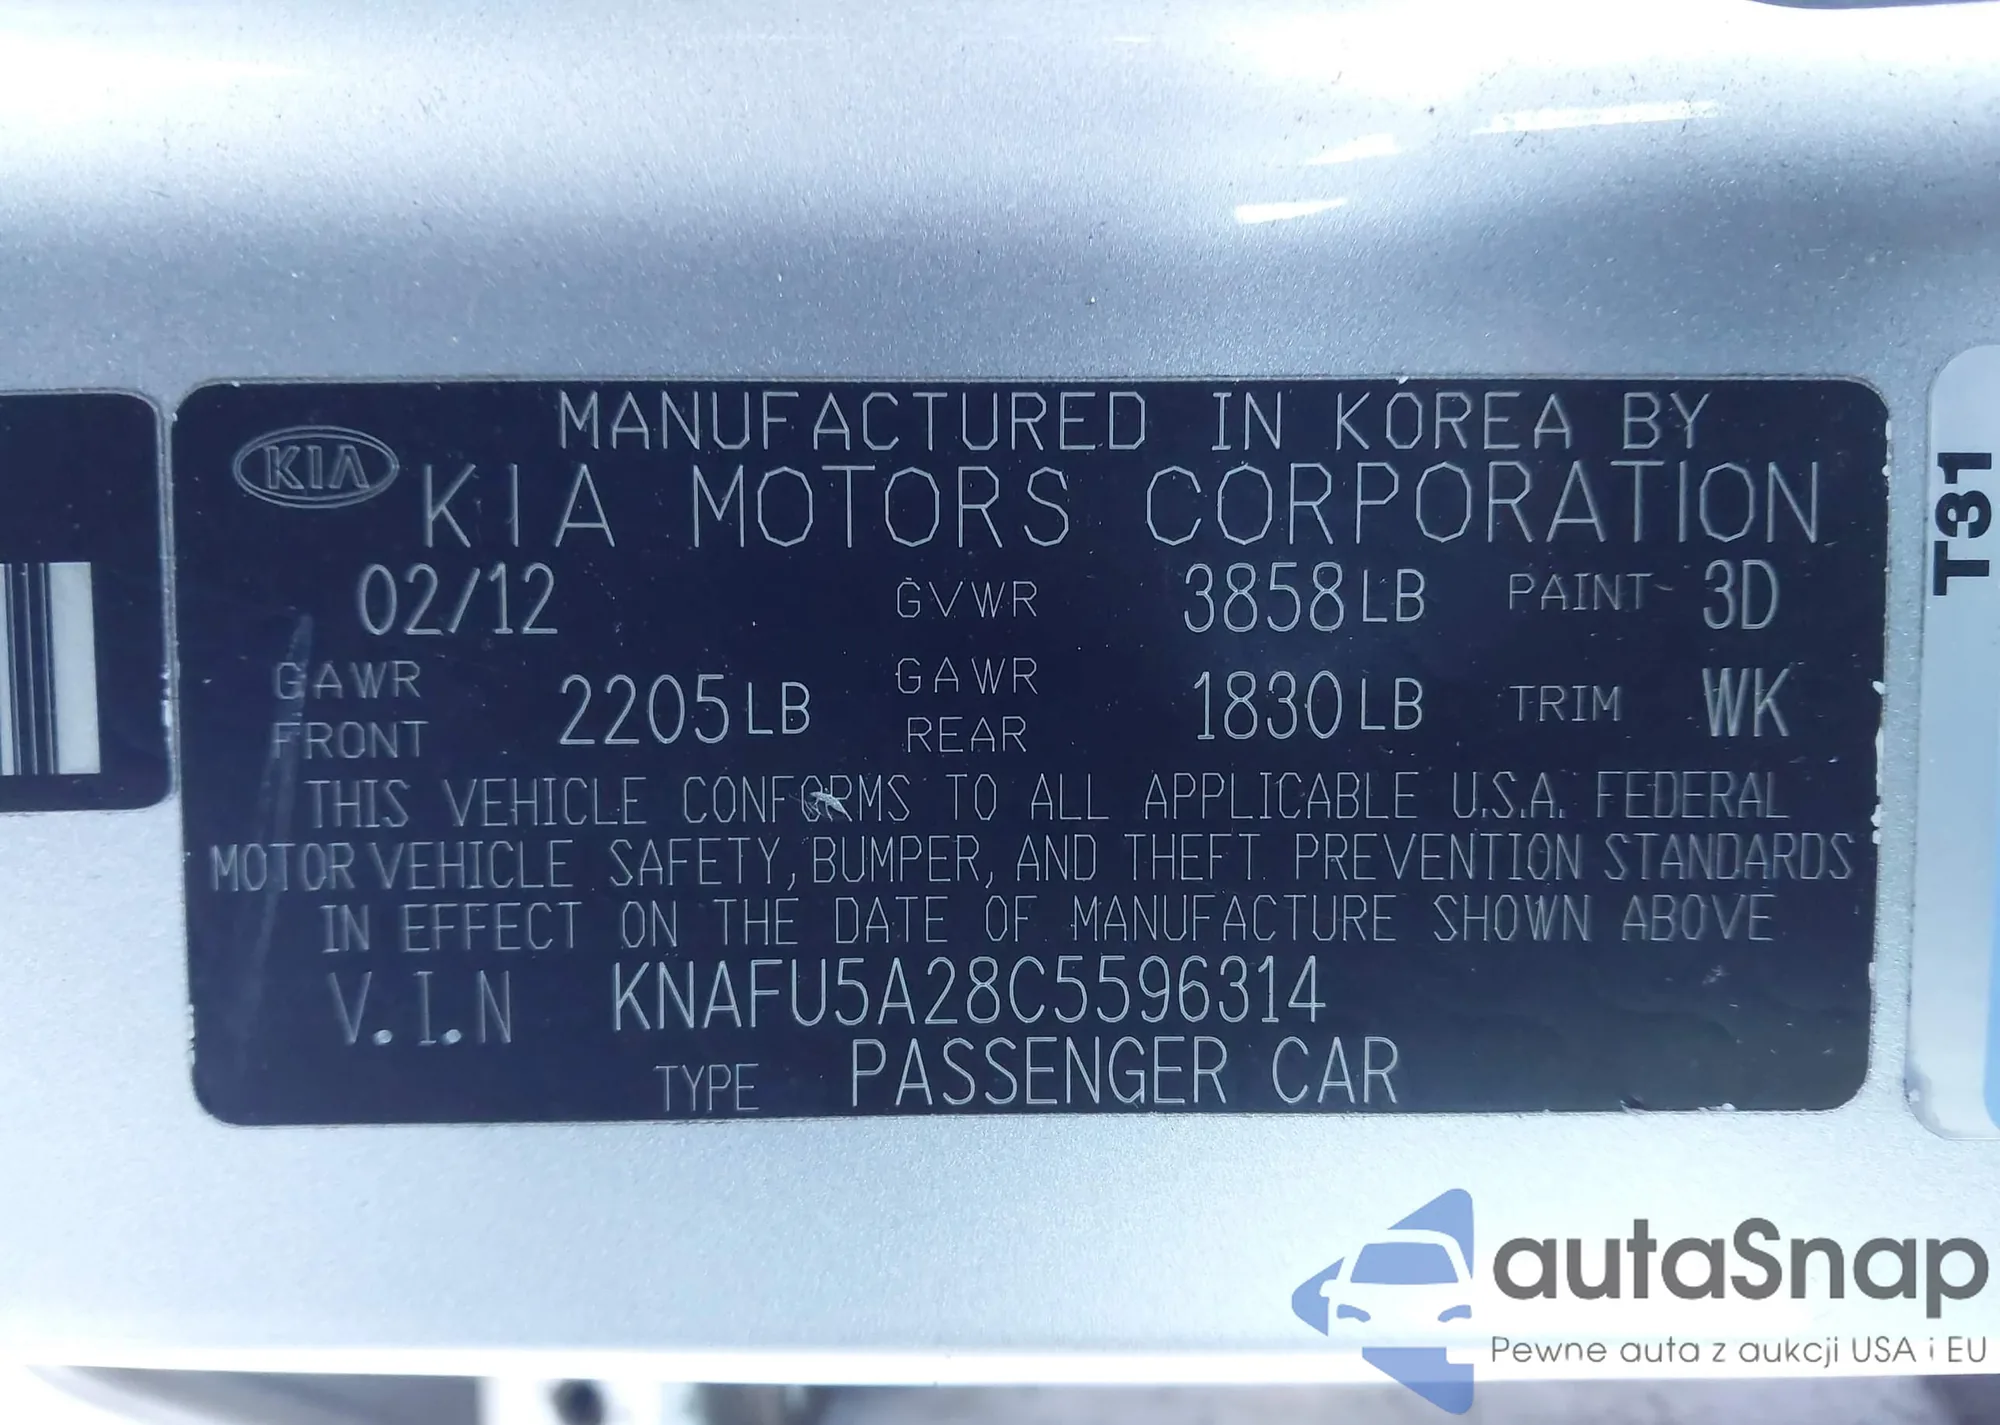 MANUFACTURED IN KOREA BY
KIA
KIA MOTORS CORPORATION
02/12 GVWR 3858LB PAINT 3D
GAWR FRONT 2205LB GAWR REAR 1830LB TRIM WK
THIS VEHICLE CONFORMS TO ALL APPLICABLE U.S.A. FEDERAL
MOTOR VEHICLE SAFETY, BUMPER, AND THEFT PREVENTION STANDARDS
IN EFFECT ON THE DATE OF MANUFACTURE SHOWN ABOVE
V.I.N KNAFU5A28C5596314
TYPE PASSENGER CAR
T31
autaSnap
Pewne auta z aukcji USA i EU